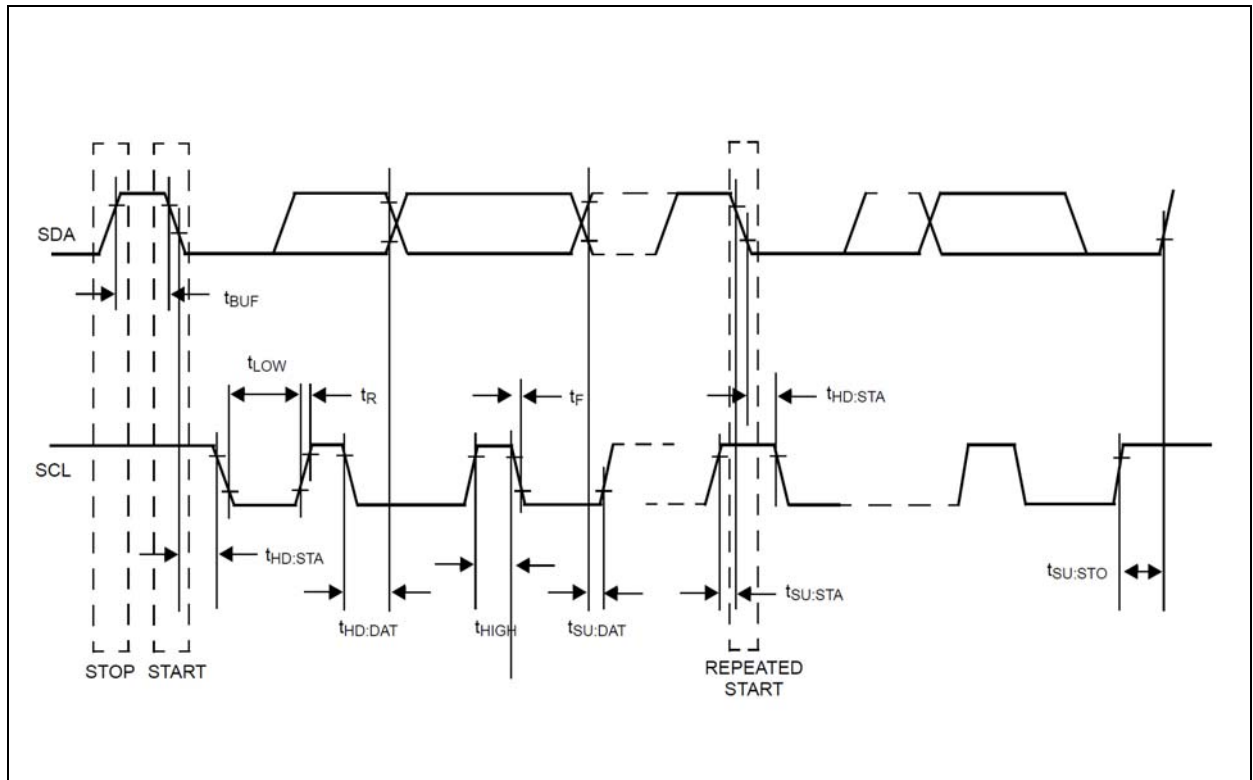 SDA
tBUF
tLOW
tR
tF
tHD:STA
SCL
tHD:STA
tHD:DAT
tHIGH
tSU:DAT
tSU:STA
tSU:STO
STOP
START
REPEATED
START